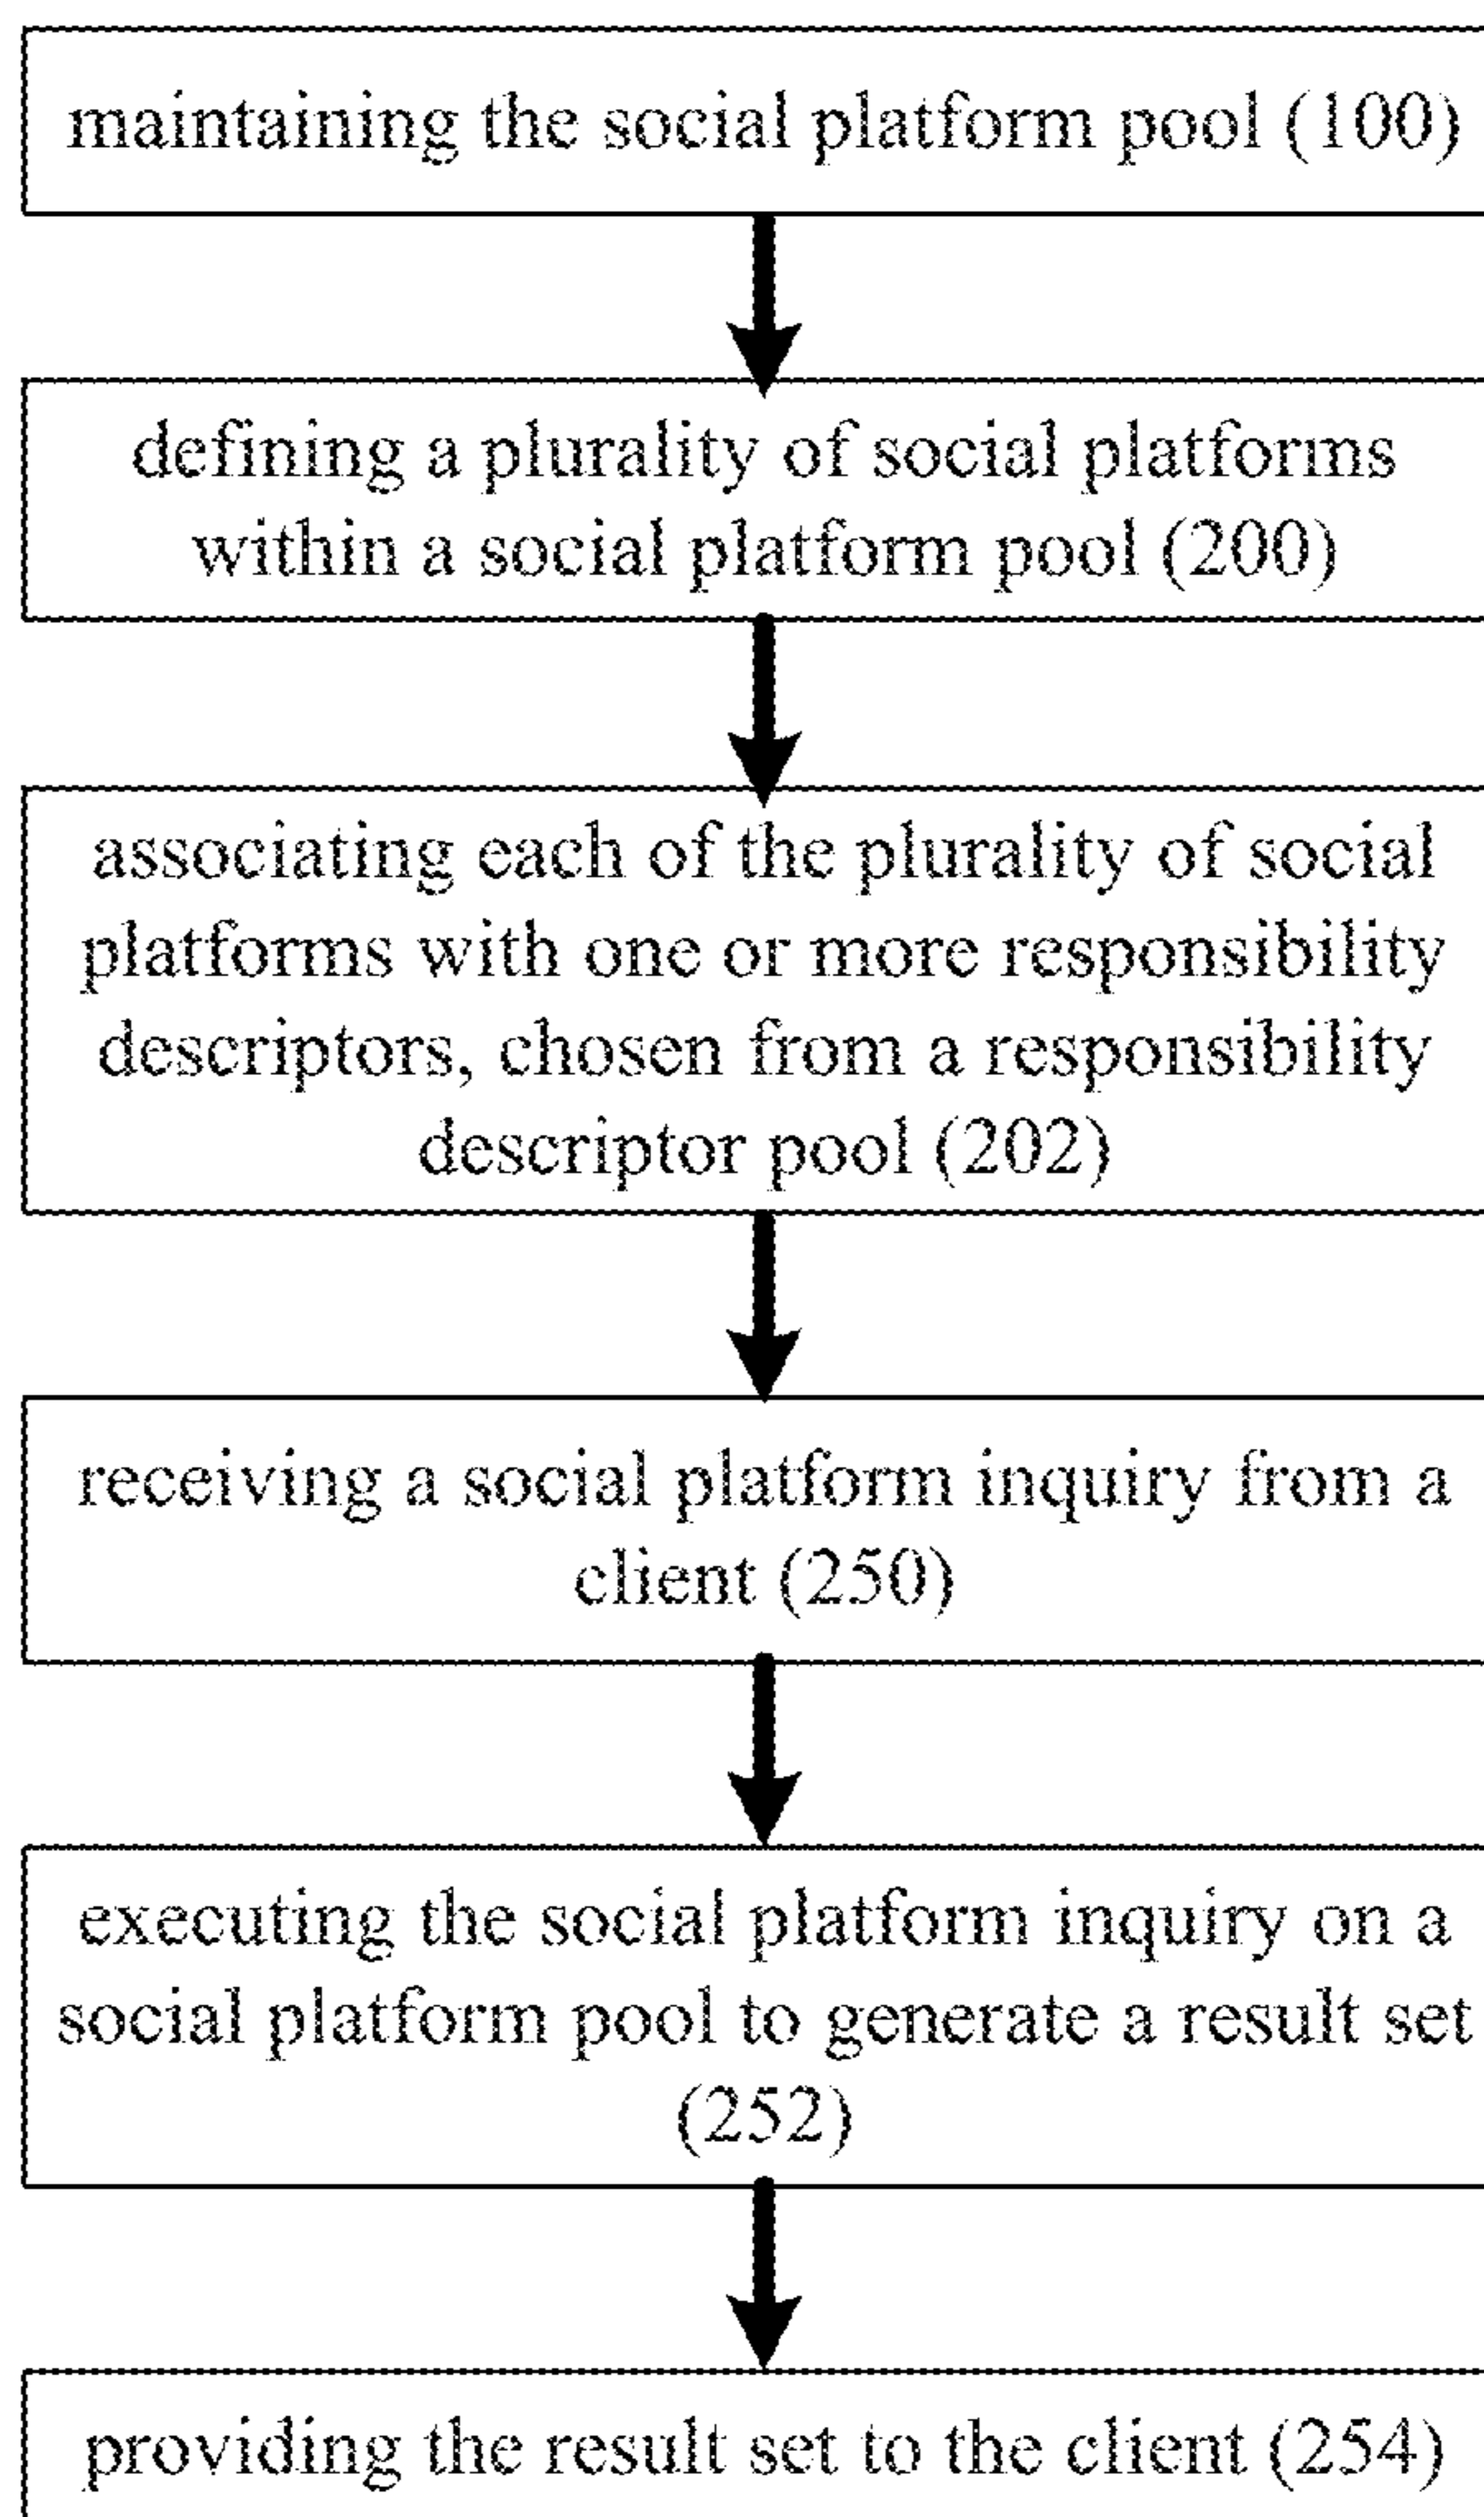 maintaining the social platform pool (100)
defining a plurality of social platforms
within a social platform pool (200)
associating each of the plurality of social
platforms with one or more responsibility
descriptors, chosen from a responsibility
descriptor pool (202)
receiving a social platform inquiry from a
client (250)
executing the social platform inquiry on a
social platform pool to generate a result set
(252)
providing the result set to the client (254)